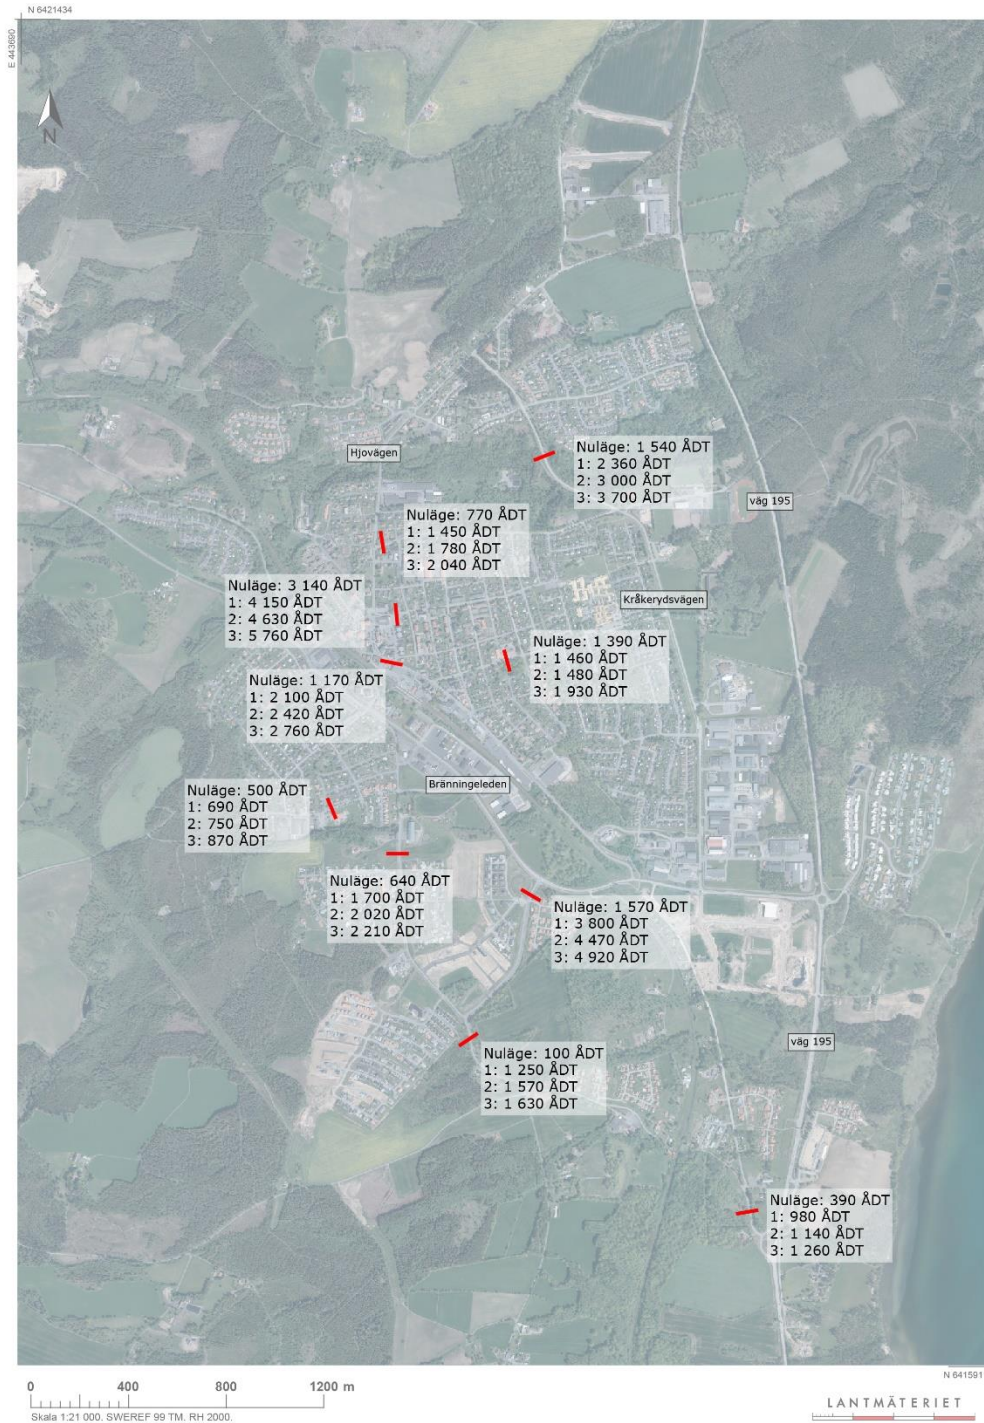 N 6421434
E 443690
N
Hjovägen
Nuläge: 1 540 ÅDT
1: 2 360 ÅDT
2: 3 000 ÅDT
3: 3 700 ÅDT
väg 195
Nuläge: 770 ÅDT
1: 1 450 ÅDT
2: 1 780 ÅDT
3: 2 040 ÅDT
Nuläge: 3 140 ÅDT
1: 4 150 ÅDT
2: 4 630 ÅDT
3: 5 760 ÅDT
Kråkerydsvägen
Nuläge: 1 390 ÅDT
1: 1 460 ÅDT
2: 1 480 ÅDT
3: 1 930 ÅDT
Nuläge: 1 170 ÅDT
1: 2 100 ÅDT
2: 2 420 ÅDT
3: 2 760 ÅDT
Bränningeleden
Nuläge: 500 ÅDT
1: 690 ÅDT
2: 750 ÅDT
3: 870 ÅDT
Nuläge: 640 ÅDT
1: 1 700 ÅDT
2: 2 020 ÅDT
3: 2 210 ÅDT
Nuläge: 1 570 ÅDT
1: 3 800 ÅDT
2: 4 470 ÅDT
3: 4 920 ÅDT
väg 195
Nuläge: 100 ÅDT
1: 1 250 ÅDT
2: 1 570 ÅDT
3: 1 630 ÅDT
Nuläge: 390 ÅDT
1: 980 ÅDT
2: 1 140 ÅDT
3: 1 260 ÅDT
N 641591
0 400 800 1200 m
Skala 1:21 000. SWEREF 99 TM. RH 2000.
LANTMÄTERIET